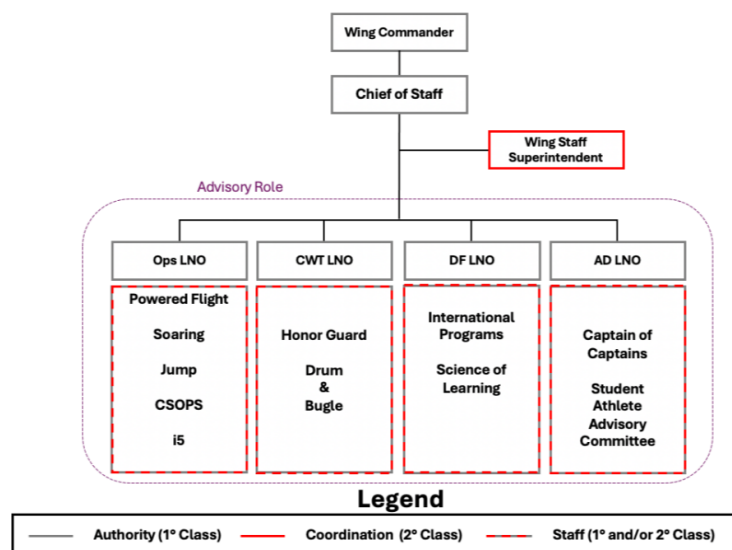 Wing Commander
Chief of Staff
Wing Staff
Superintendent
Advisory Role
Ops LNO
CWT LNO
DF LNO
AD LNO
Powered Flight
Soaring
Jump
CSOPS
i5
Honor Guard
Drum
&
Bugle
International
Programs
Science of
Learning
Captain of
Captains
Student
Athlete
Advisory
Committee
Legend
Authority (1° Class)
Coordination (2° Class)
Staff (1° and/or 2° Class)